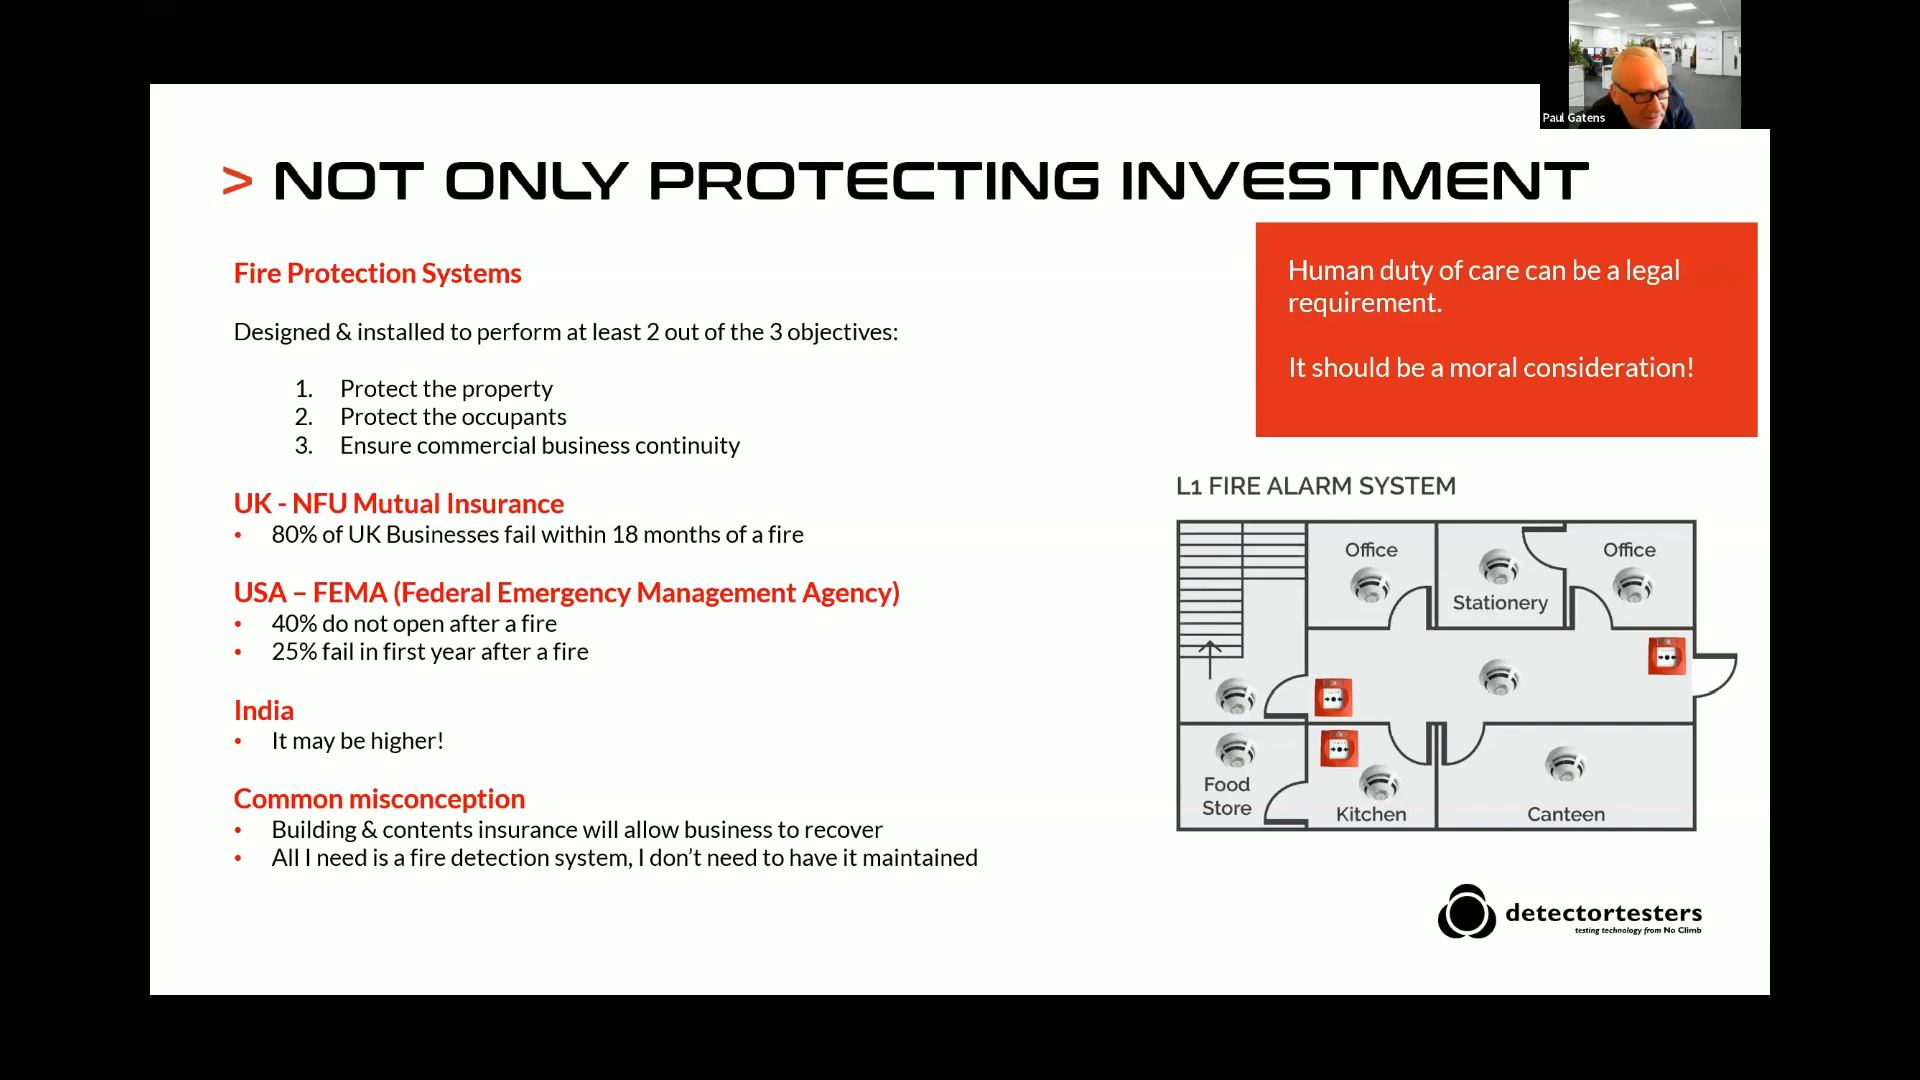 Paul Gatens
> NOT ONLY PROTECTING INVESTMENT
Fire Protection Systems
Designed & installed to perform at least 2 out of the 3 objectives:
1. Protect the property
2. Protect the occupants
3. Ensure commercial business continuity
UK - NFU Mutual Insurance
• 80% of UK Businesses fail within 18 months of a fire
USA – FEMA (Federal Emergency Management Agency)
• 40% do not open after a fire
• 25% fail in first year after a fire
India
• It may be higher!
Common misconception
• Building & contents insurance will allow business to recover
• All I need is a fire detection system, I don’t need to have it maintained
Human duty of care can be a legal
requirement.
It should be a moral consideration!
L1 FIRE ALARM SYSTEM
Office
Stationery
Office
Food
Store
Kitchen
Canteen
detectortesters
testing technology from No Climb